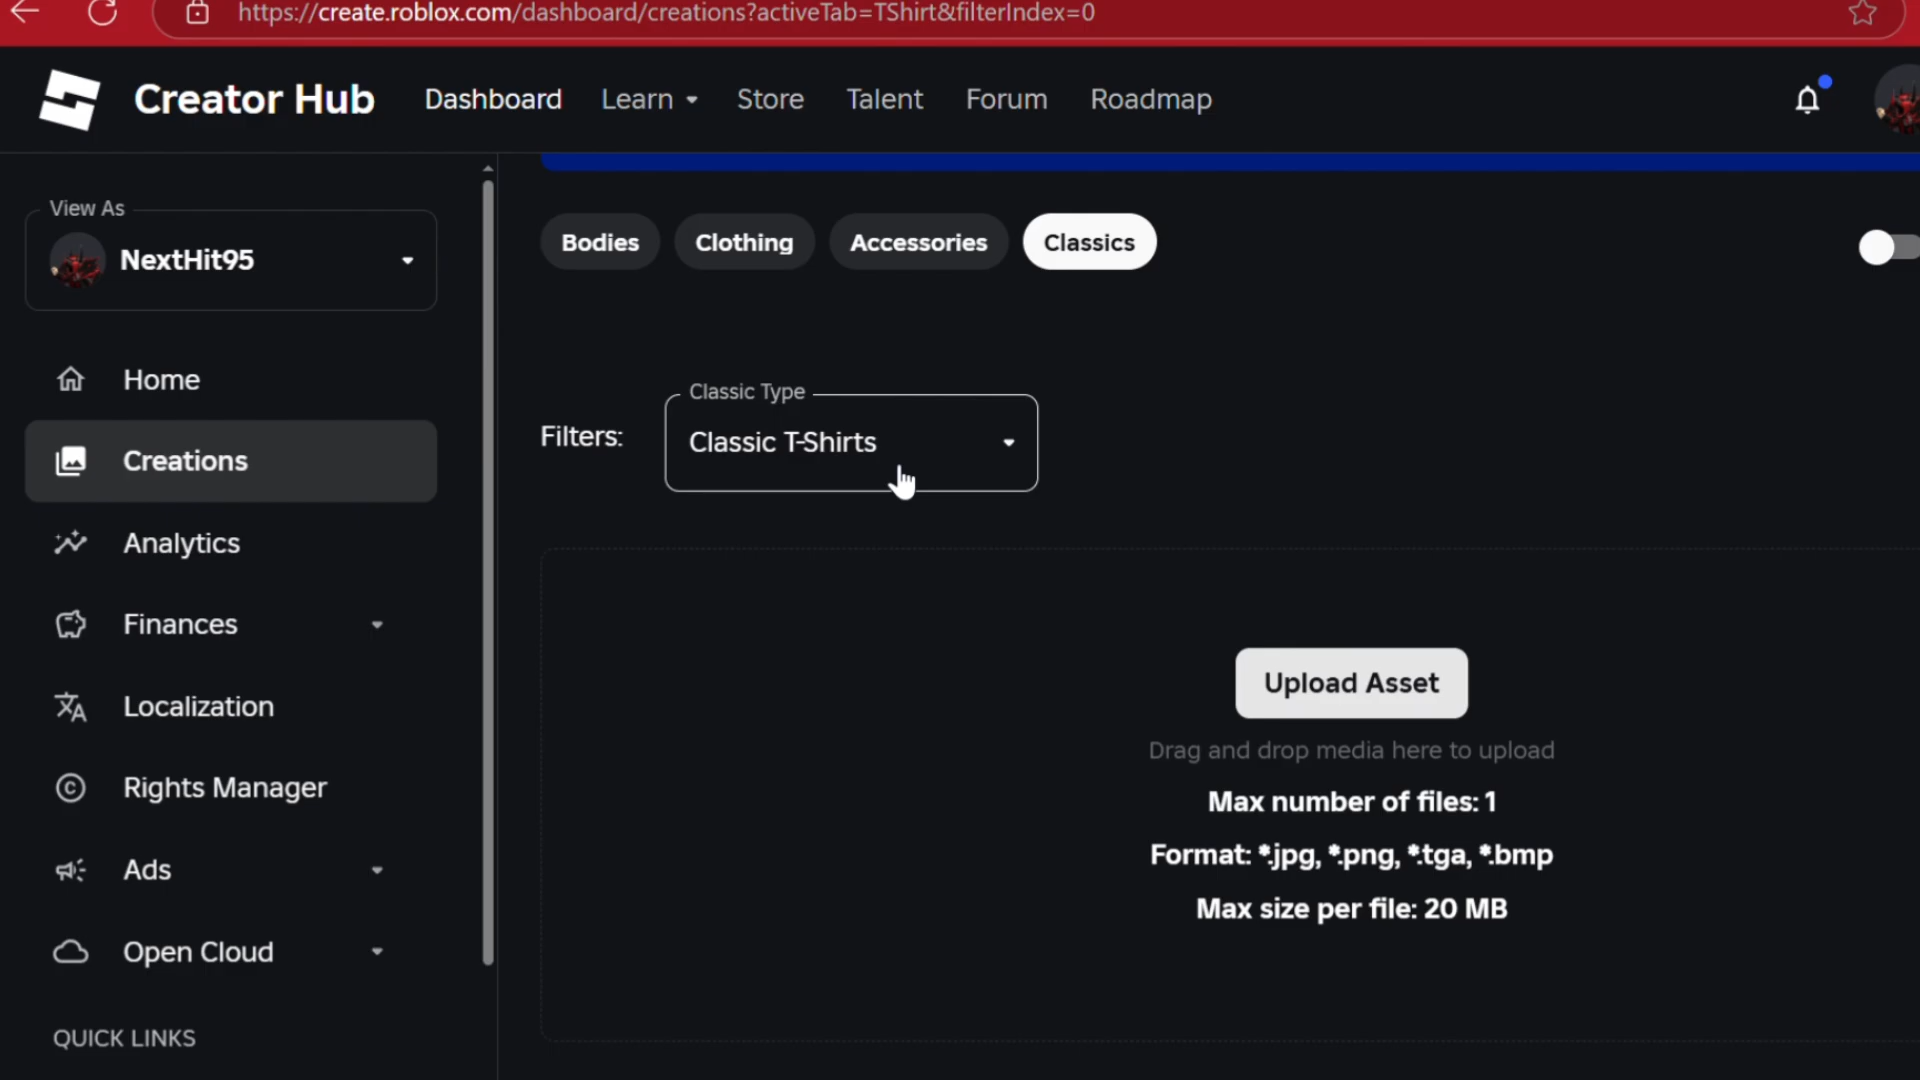 https://create.roblox.com/dashboard/creations?activeTab=TShirt&filterIndex=0
Creator Hub
Dashboard
Learn
Store
Talent
Forum
Roadmap
View As
NextHit95
Home
Creations
Analytics
Finances
Localization
Rights Manager
Ads
Open Cloud
QUICK LINKS
Bodies
Clothing
Accessories
Classics
Filters:
Classic Type
Classic T-Shirts
Upload Asset
Drag and drop media here to upload
Max number of files: 1
Format: *.jpg, *.png, *.tga, *.bmp
Max size per file: 20 MB